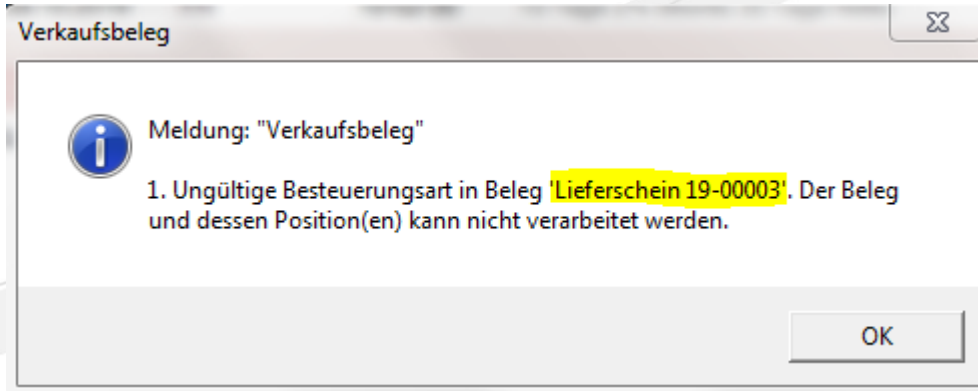 Verkaufsbeleg
Meldung: "Verkaufsbeleg"
1. Ungültige Besteuerungsart in Beleg 'Lieferschein 19-00003'. Der Beleg
und dessen Position(en) kann nicht verarbeitet werden.
OK